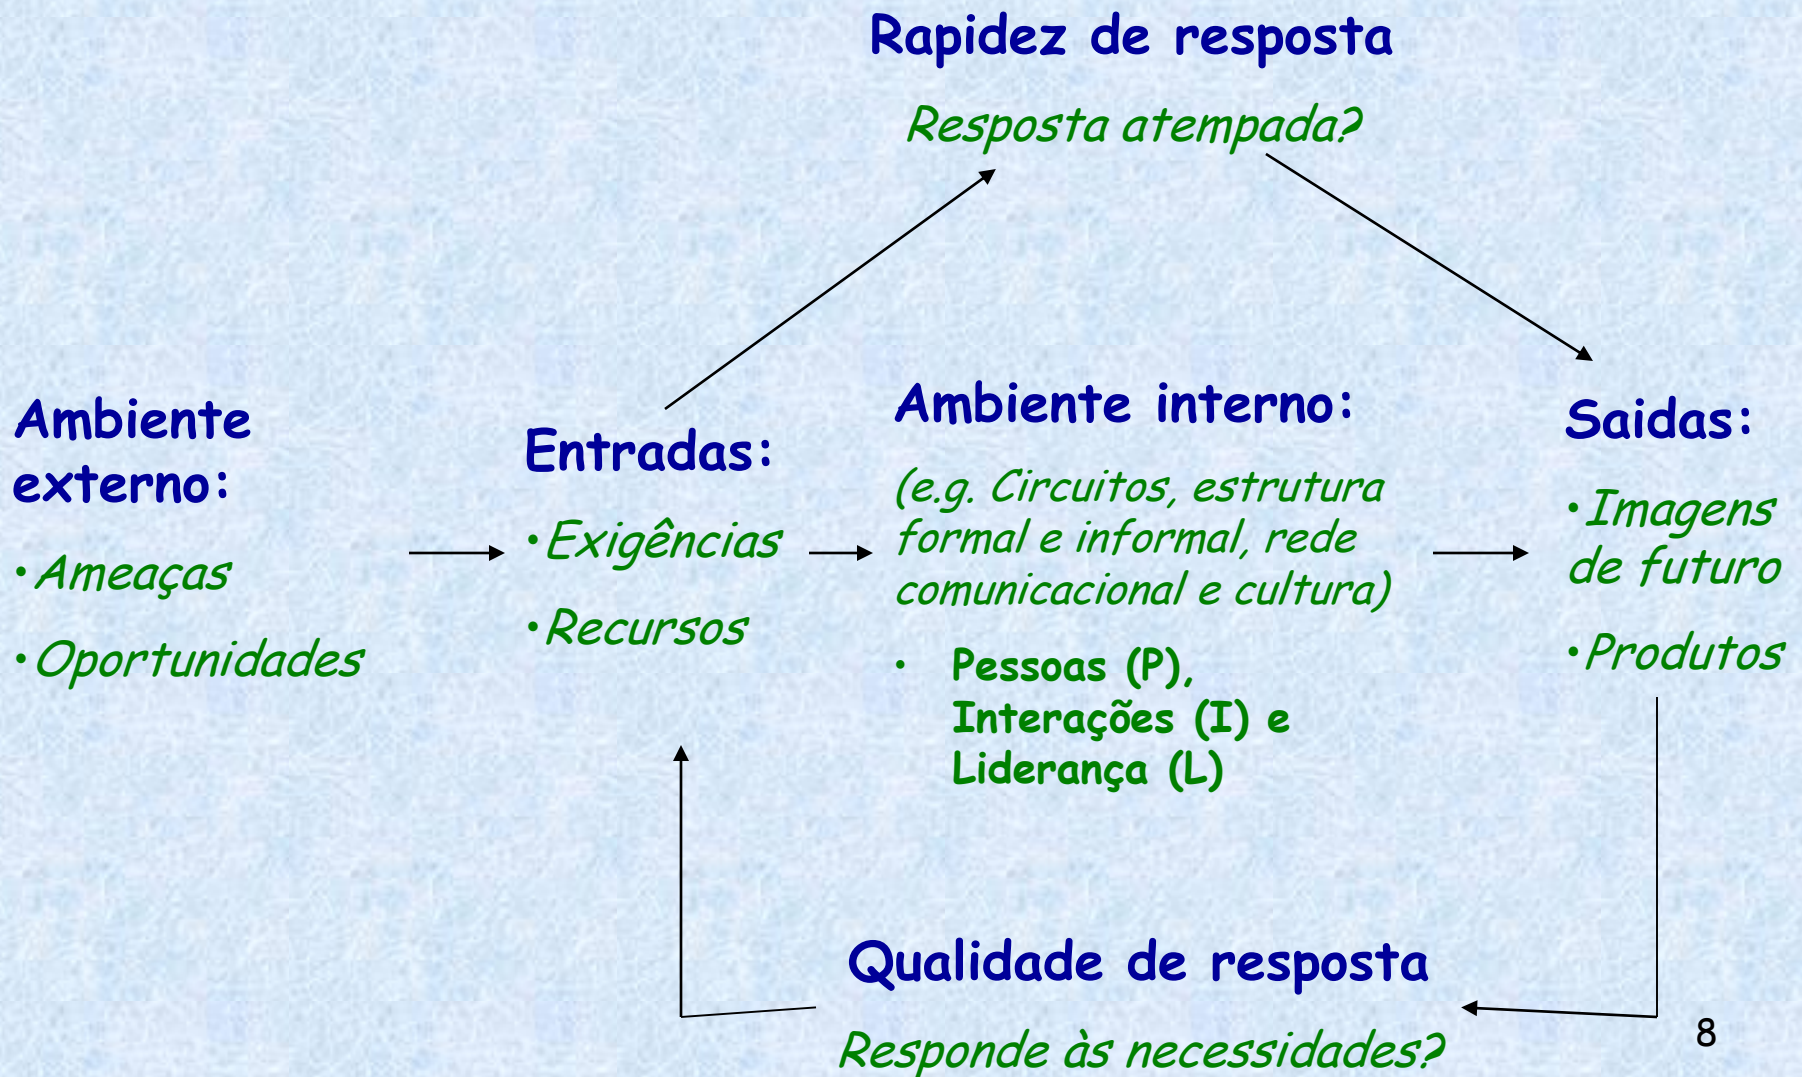 Rapidez de resposta
Resposta atempada?
Ambiente
externo:
•Ameaças
•Oportunidades
Entradas:
•Exigências
•Recursos
Ambiente interno:
(e.g. Circuitos, estrutura
formal e informal, rede
comunicacional e cultura)
• Pessoas (P),
Interações (I) e
Liderança (L)
Saidas:
•Imagens
de futuro
•Produtos
Qualidade de resposta
Responde às necessidades?
8